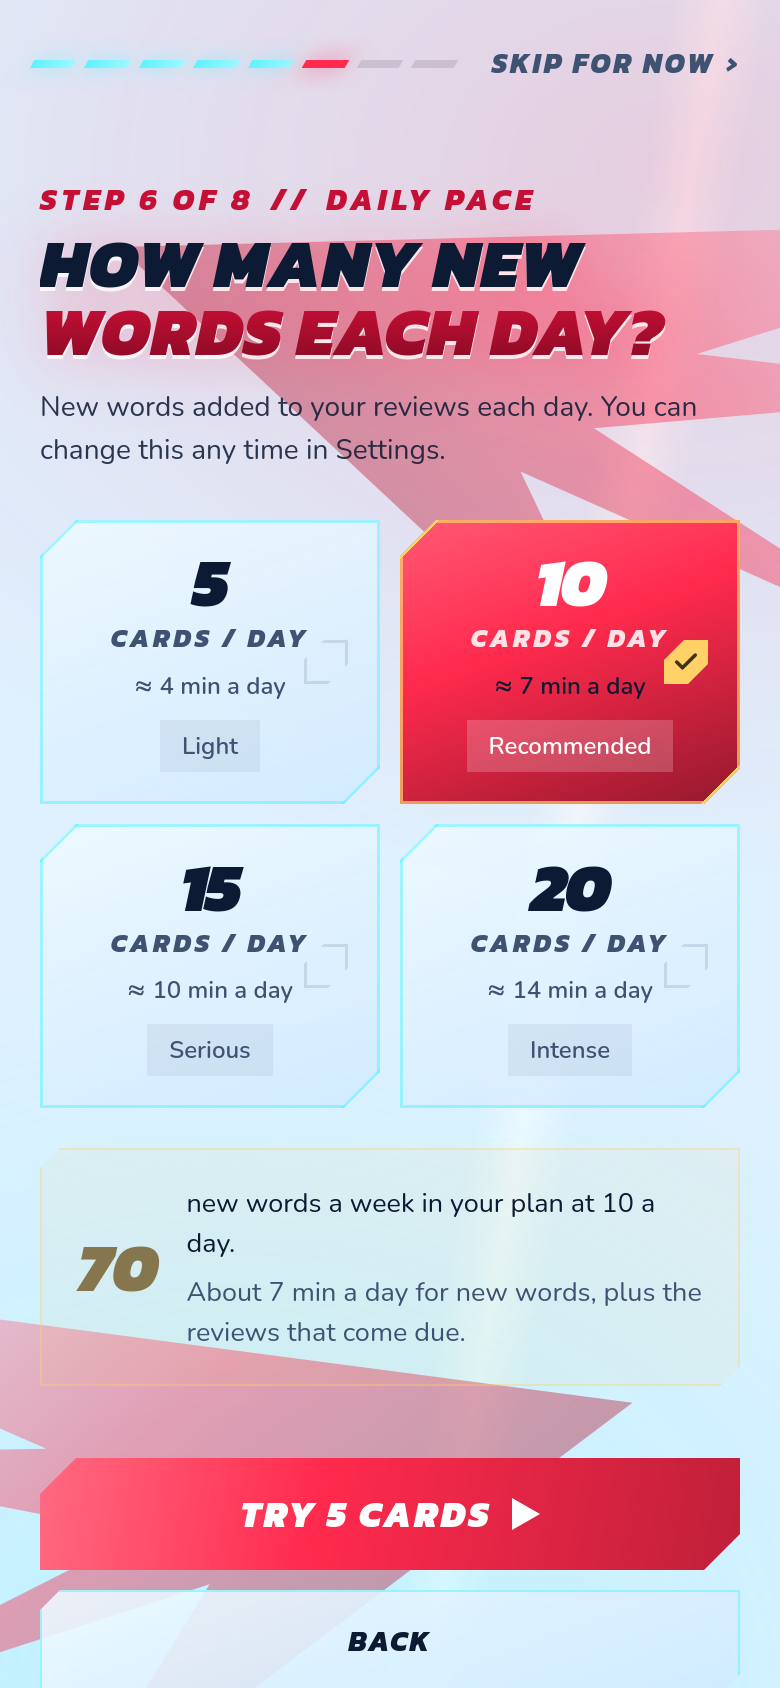 SKIP FOR NOW >
STEP 6 OF 8 // DAILY PACE
HOW MANY NEW
WORDS EACH DAY?
New words added to your reviews each day. You can
change this any time in Settings.
5
CARDS / DAY
≈ 4 min a day
Light
10
CARDS / DAY
≈ 7 min a day
Recommended
15
CARDS / DAY
≈ 10 min a day
Serious
20
CARDS / DAY
≈ 14 min a day
Intense
70
new words a week in your plan at 10 a
day.
About 7 min a day for new words, plus the
reviews that come due.
TRY 5 CARDS
BACK